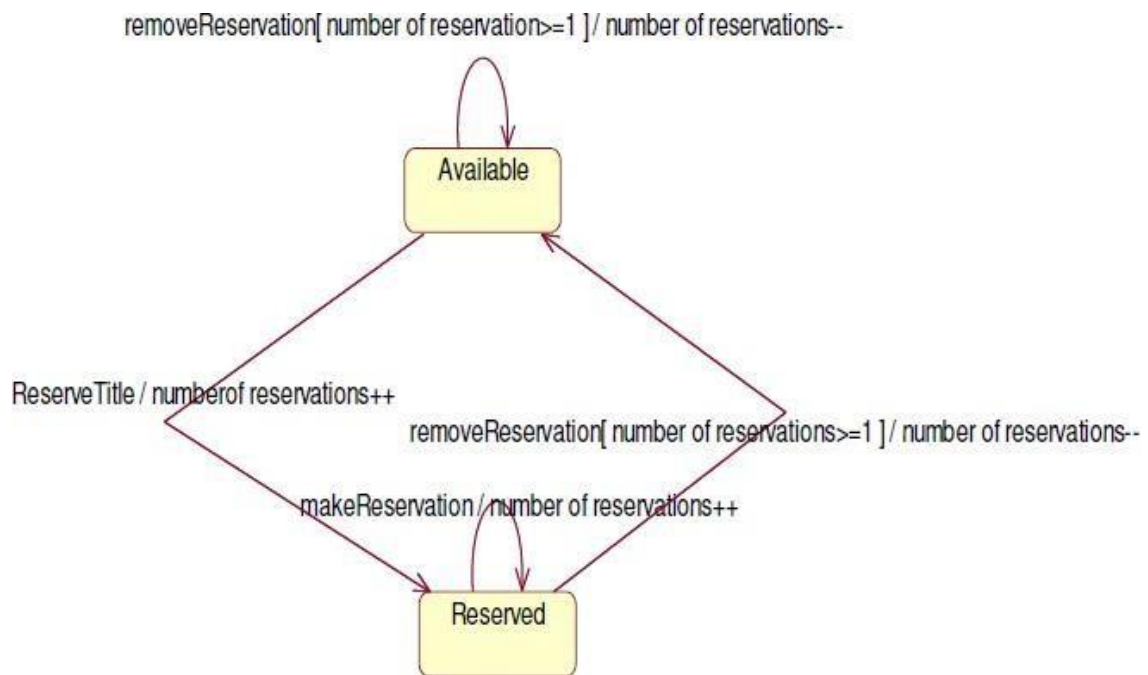 removeReservation[ number of reservation>=1 ] / number of reservations--
Available
ReserveTitle / numberof reservations++
removeReservation[ number of reservations>=1 ] / number of reservations--
makeReservation / number of reservations++
Reserved